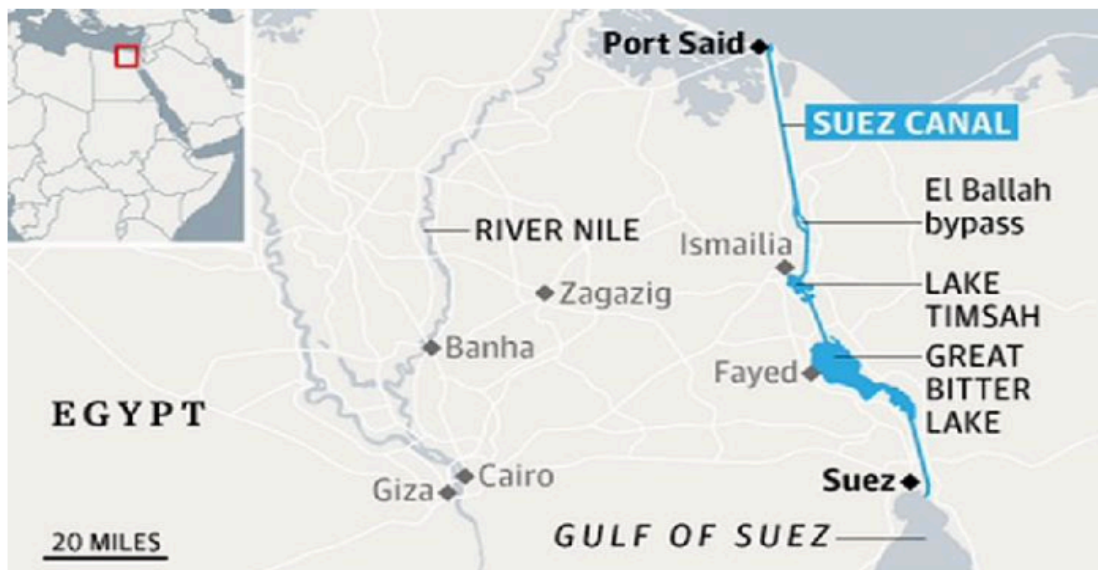 Port Said
SUEZ CANAL
El Ballah
bypass
RIVER NILE
Ismailia
Zagazig
LAKE
TIMSAH
Banha
GREAT
BITTER
LAKE
Fayed
EGYPT
Cairo
Giza
Suez
GULF OF SUEZ
20 MILES